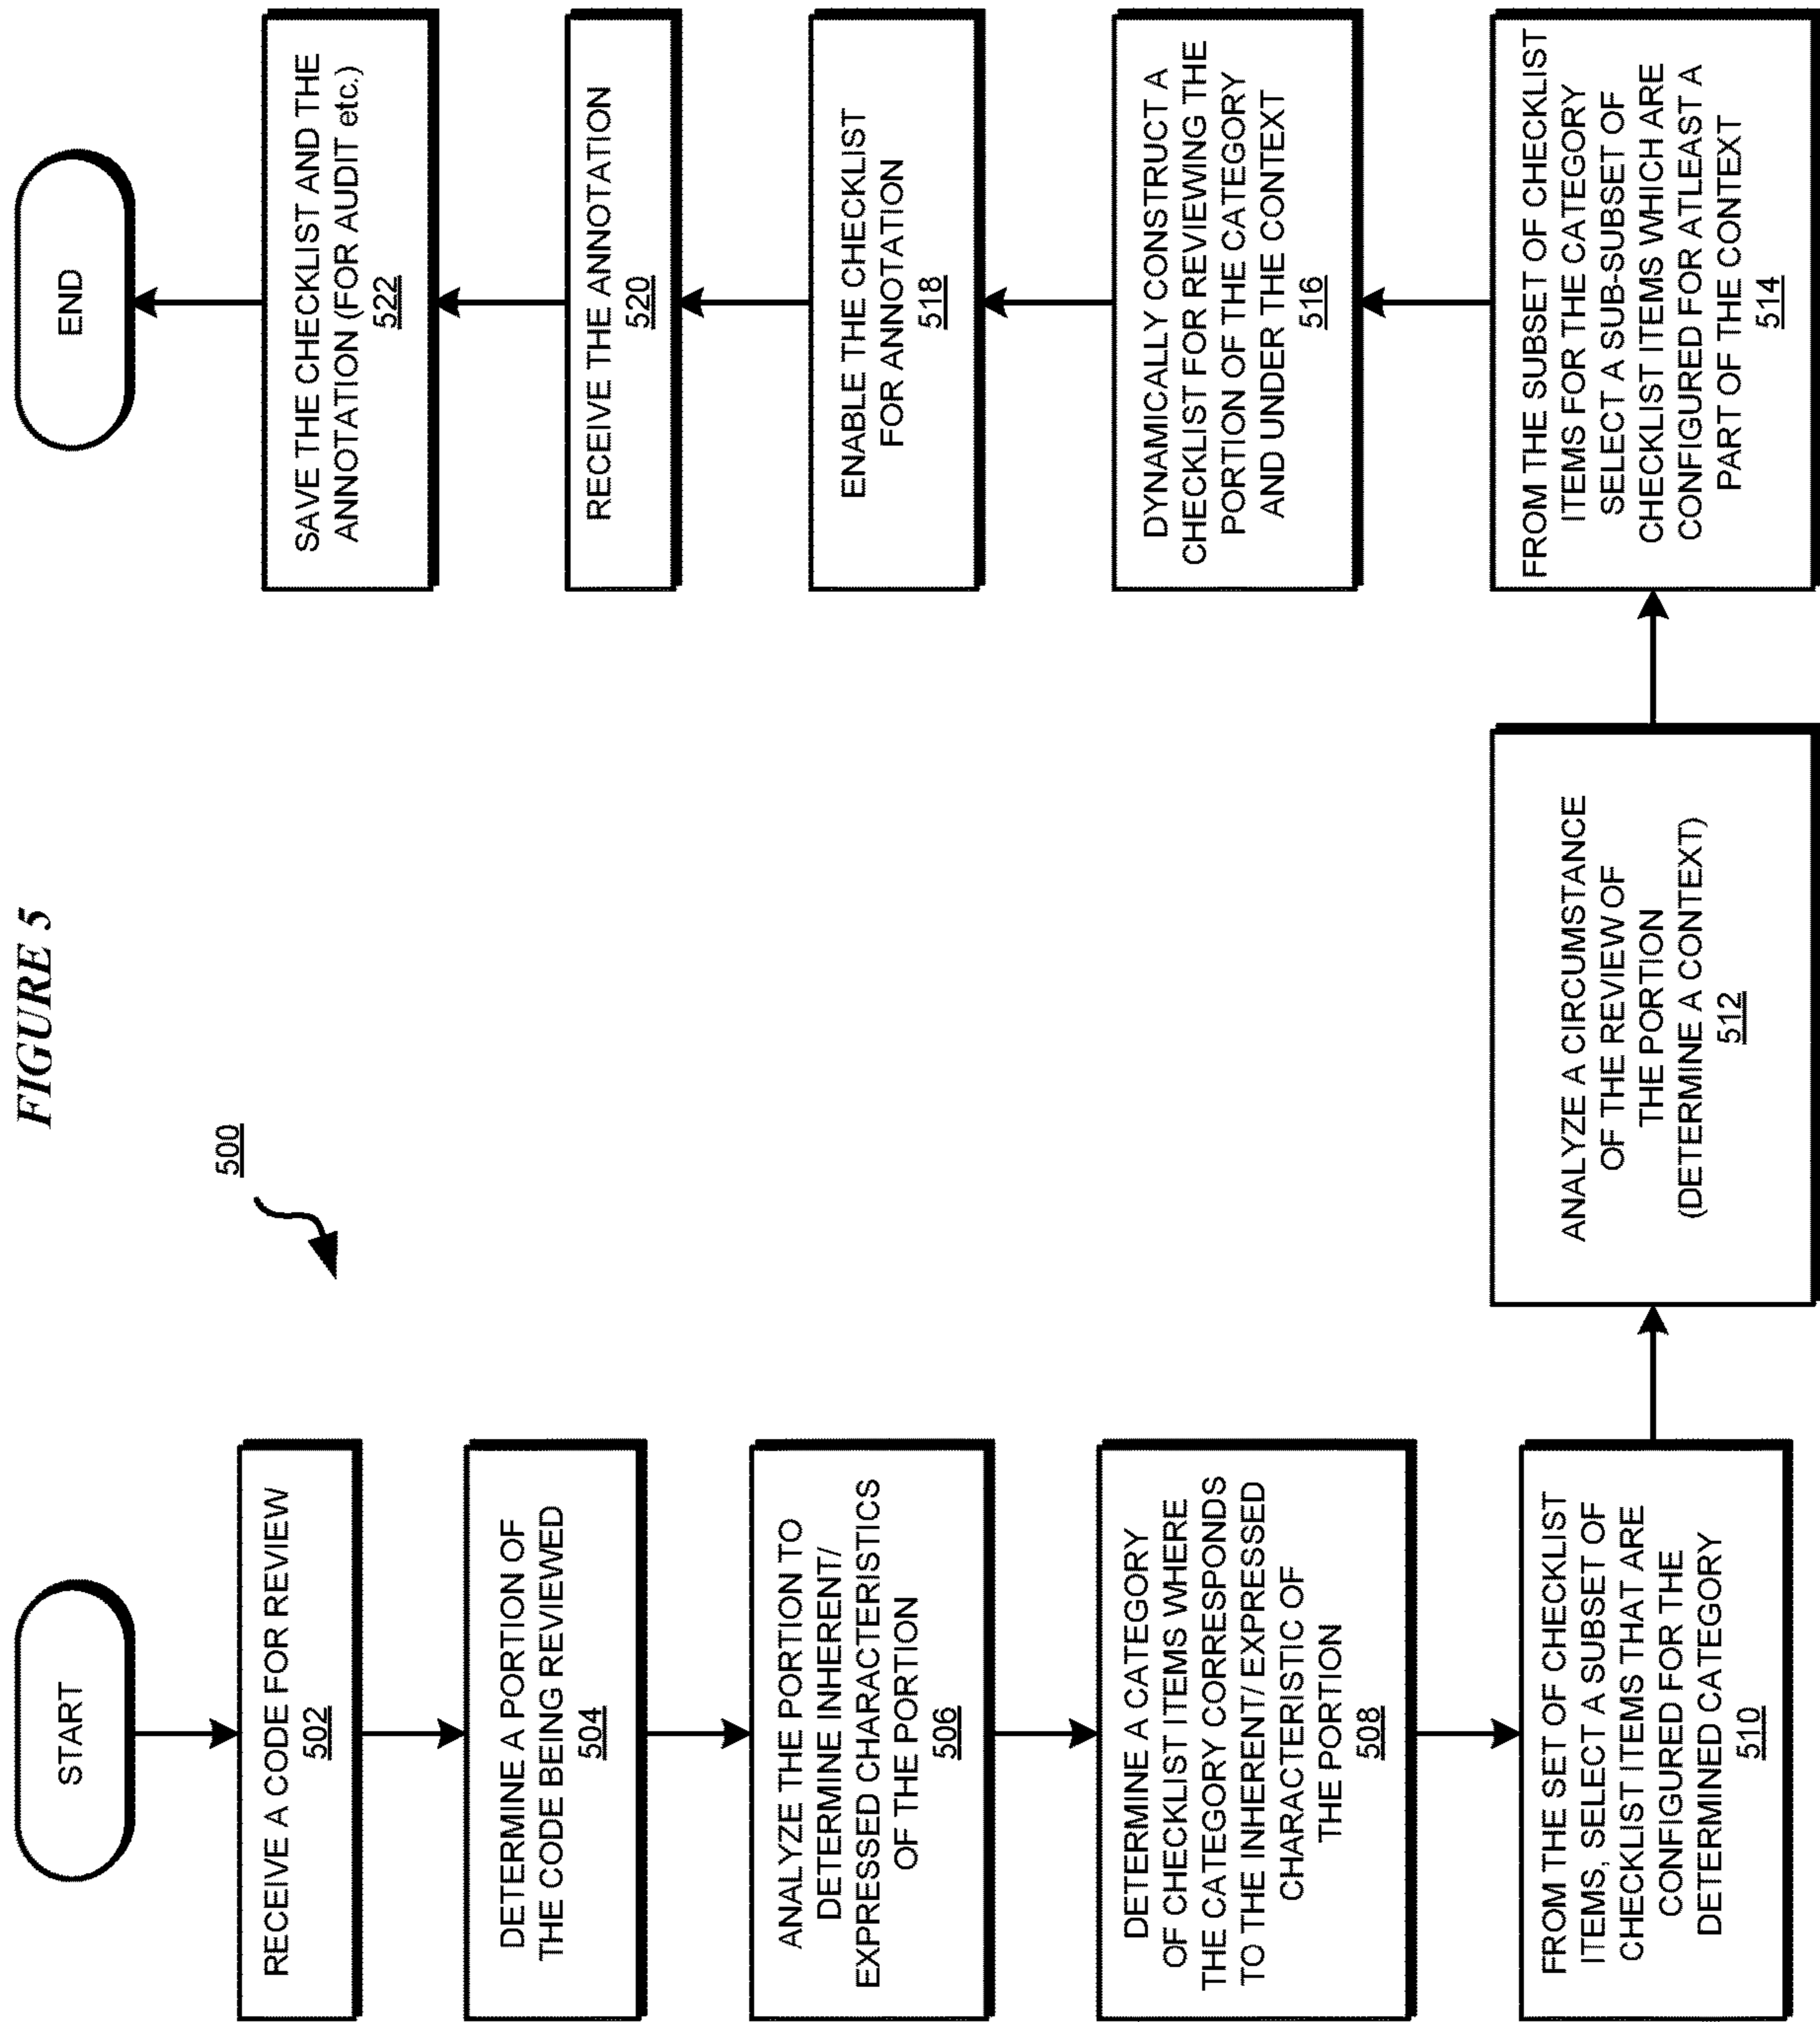 FIGURE 5
500
START
RECEIVE A CODE FOR REVIEW
502
DETERMINE A PORTION OF
THE CODE BEING REVIEWED
504
ANALYZE THE PORTION TO
DETERMINE INHERENT/
EXPRESSED CHARACTERISTICS
OF THE PORTION
506
DETERMINE A CATEGORY
OF CHECKLIST ITEMS WHERE
THE CATEGORY CORRESPONDS
TO THE INHERENT/ EXPRESSED
CHARACTERISTIC OF
THE PORTION
508
FROM THE SET OF CHECKLIST
ITEMS, SELECT A SUBSET OF
CHECKLIST ITEMS THAT ARE
CONFIGURED FOR THE
DETERMINED CATEGORY
510
ANALYZE A CIRCUMSTANCE
OF THE REVIEW OF
THE PORTION
(DETERMINE A CONTEXT)
512
FROM THE SUBSET OF CHECKLIST
ITEMS FOR THE CATEGORY
SELECT A SUB-SUBSET OF
CHECKLIST ITEMS WHICH ARE
CONFIGURED FOR ATLEAST A
PART OF THE CONTEXT
514
DYNAMICALLY CONSTRUCT A
CHECKLIST FOR REVIEWING THE
PORTION OF THE CATEGORY
AND UNDER THE CONTEXT
516
ENABLE THE CHECKLIST
FOR ANNOTATION
518
RECEIVE THE ANNOTATION
520
SAVE THE CHECKLIST AND THE
ANNOTATION (FOR AUDIT etc.)
522
END